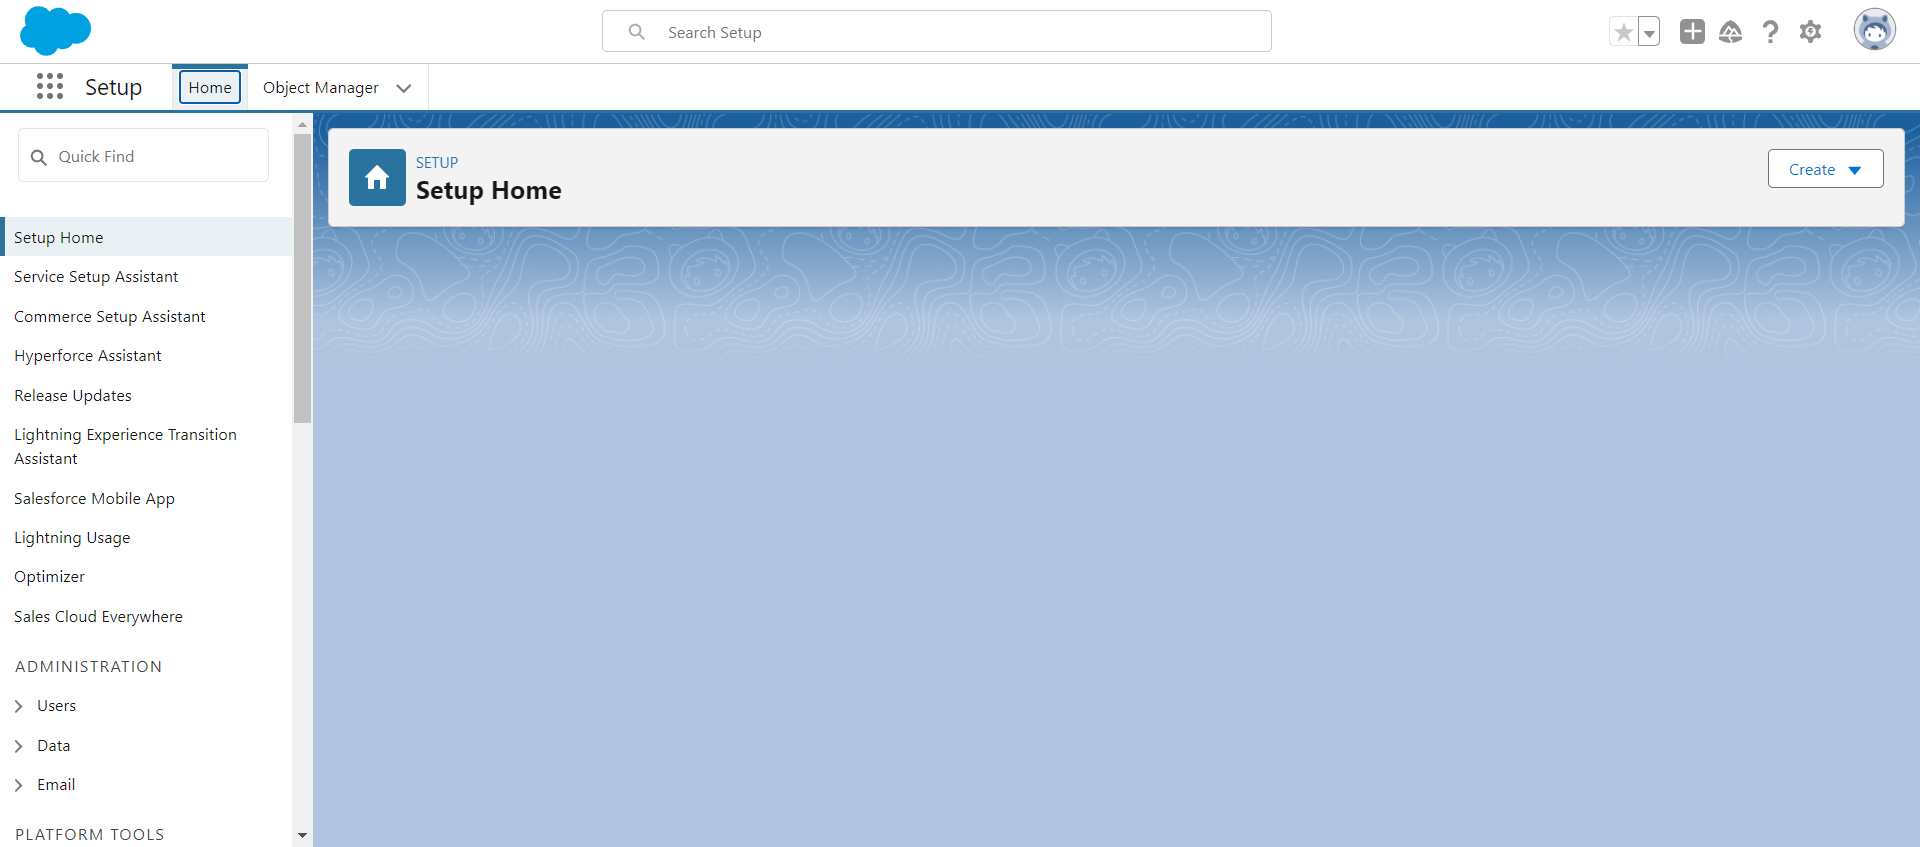 Search Setup
Setup
Home
Object Manager
Quick Find
Setup Home
Service Setup Assistant
Commerce Setup Assistant
Hyperforce Assistant
Release Updates
Lightning Experience Transition
Assistant
Salesforce Mobile App
Lightning Usage
Optimizer
Sales Cloud Everywhere
ADMINISTRATION
Users
Data
Email
PLATFORM TOOLS
SETUP
Setup Home
Create